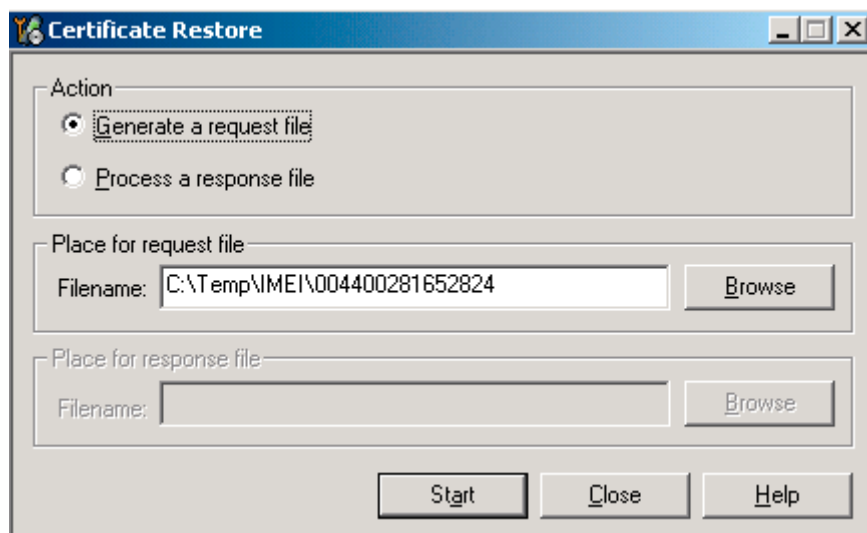 Certificate Restore
Action
Generate a request file
Process a response file
Place for request file
Filename: C:\Temp\IMEI\004400281652824 Browse
Place for response file
Filename: Browse
Start Close Help